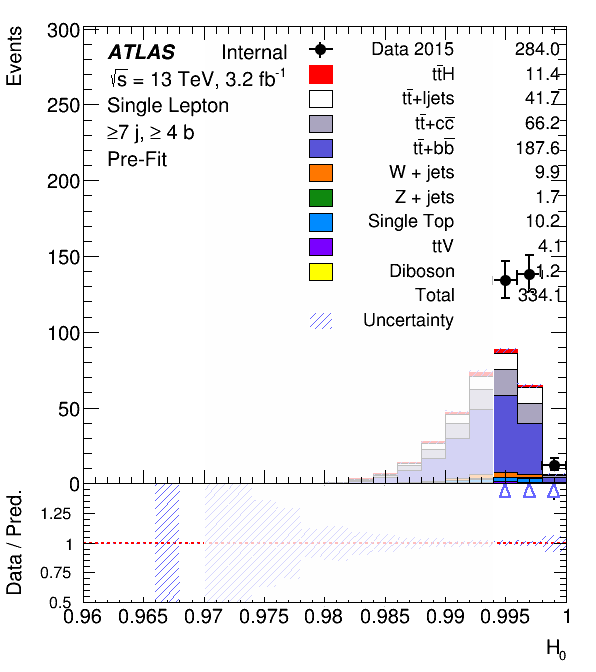 Events
300
250
200
150
100
50
0
ATLAS Internal
√s = 13 TeV, 3.2 fb⁻¹
Single Lepton
≥7 j, ≥ 4 b
Pre-Fit
Data 2015 284.0
tt̅H 11.4
tt̅+ljets 41.7
tt̅+cc̅ 66.2
tt̅+bb̅ 187.6
W + jets 9.9
Z + jets 1.7
Single Top 10.2
ttV 4.1
Diboson 1.2
Total 334.1
Uncertainty
Data / Pred.
1.25
1
0.75
0.5
0.96 0.965 0.97 0.975 0.98 0.985 0.99 0.995 1
H₀